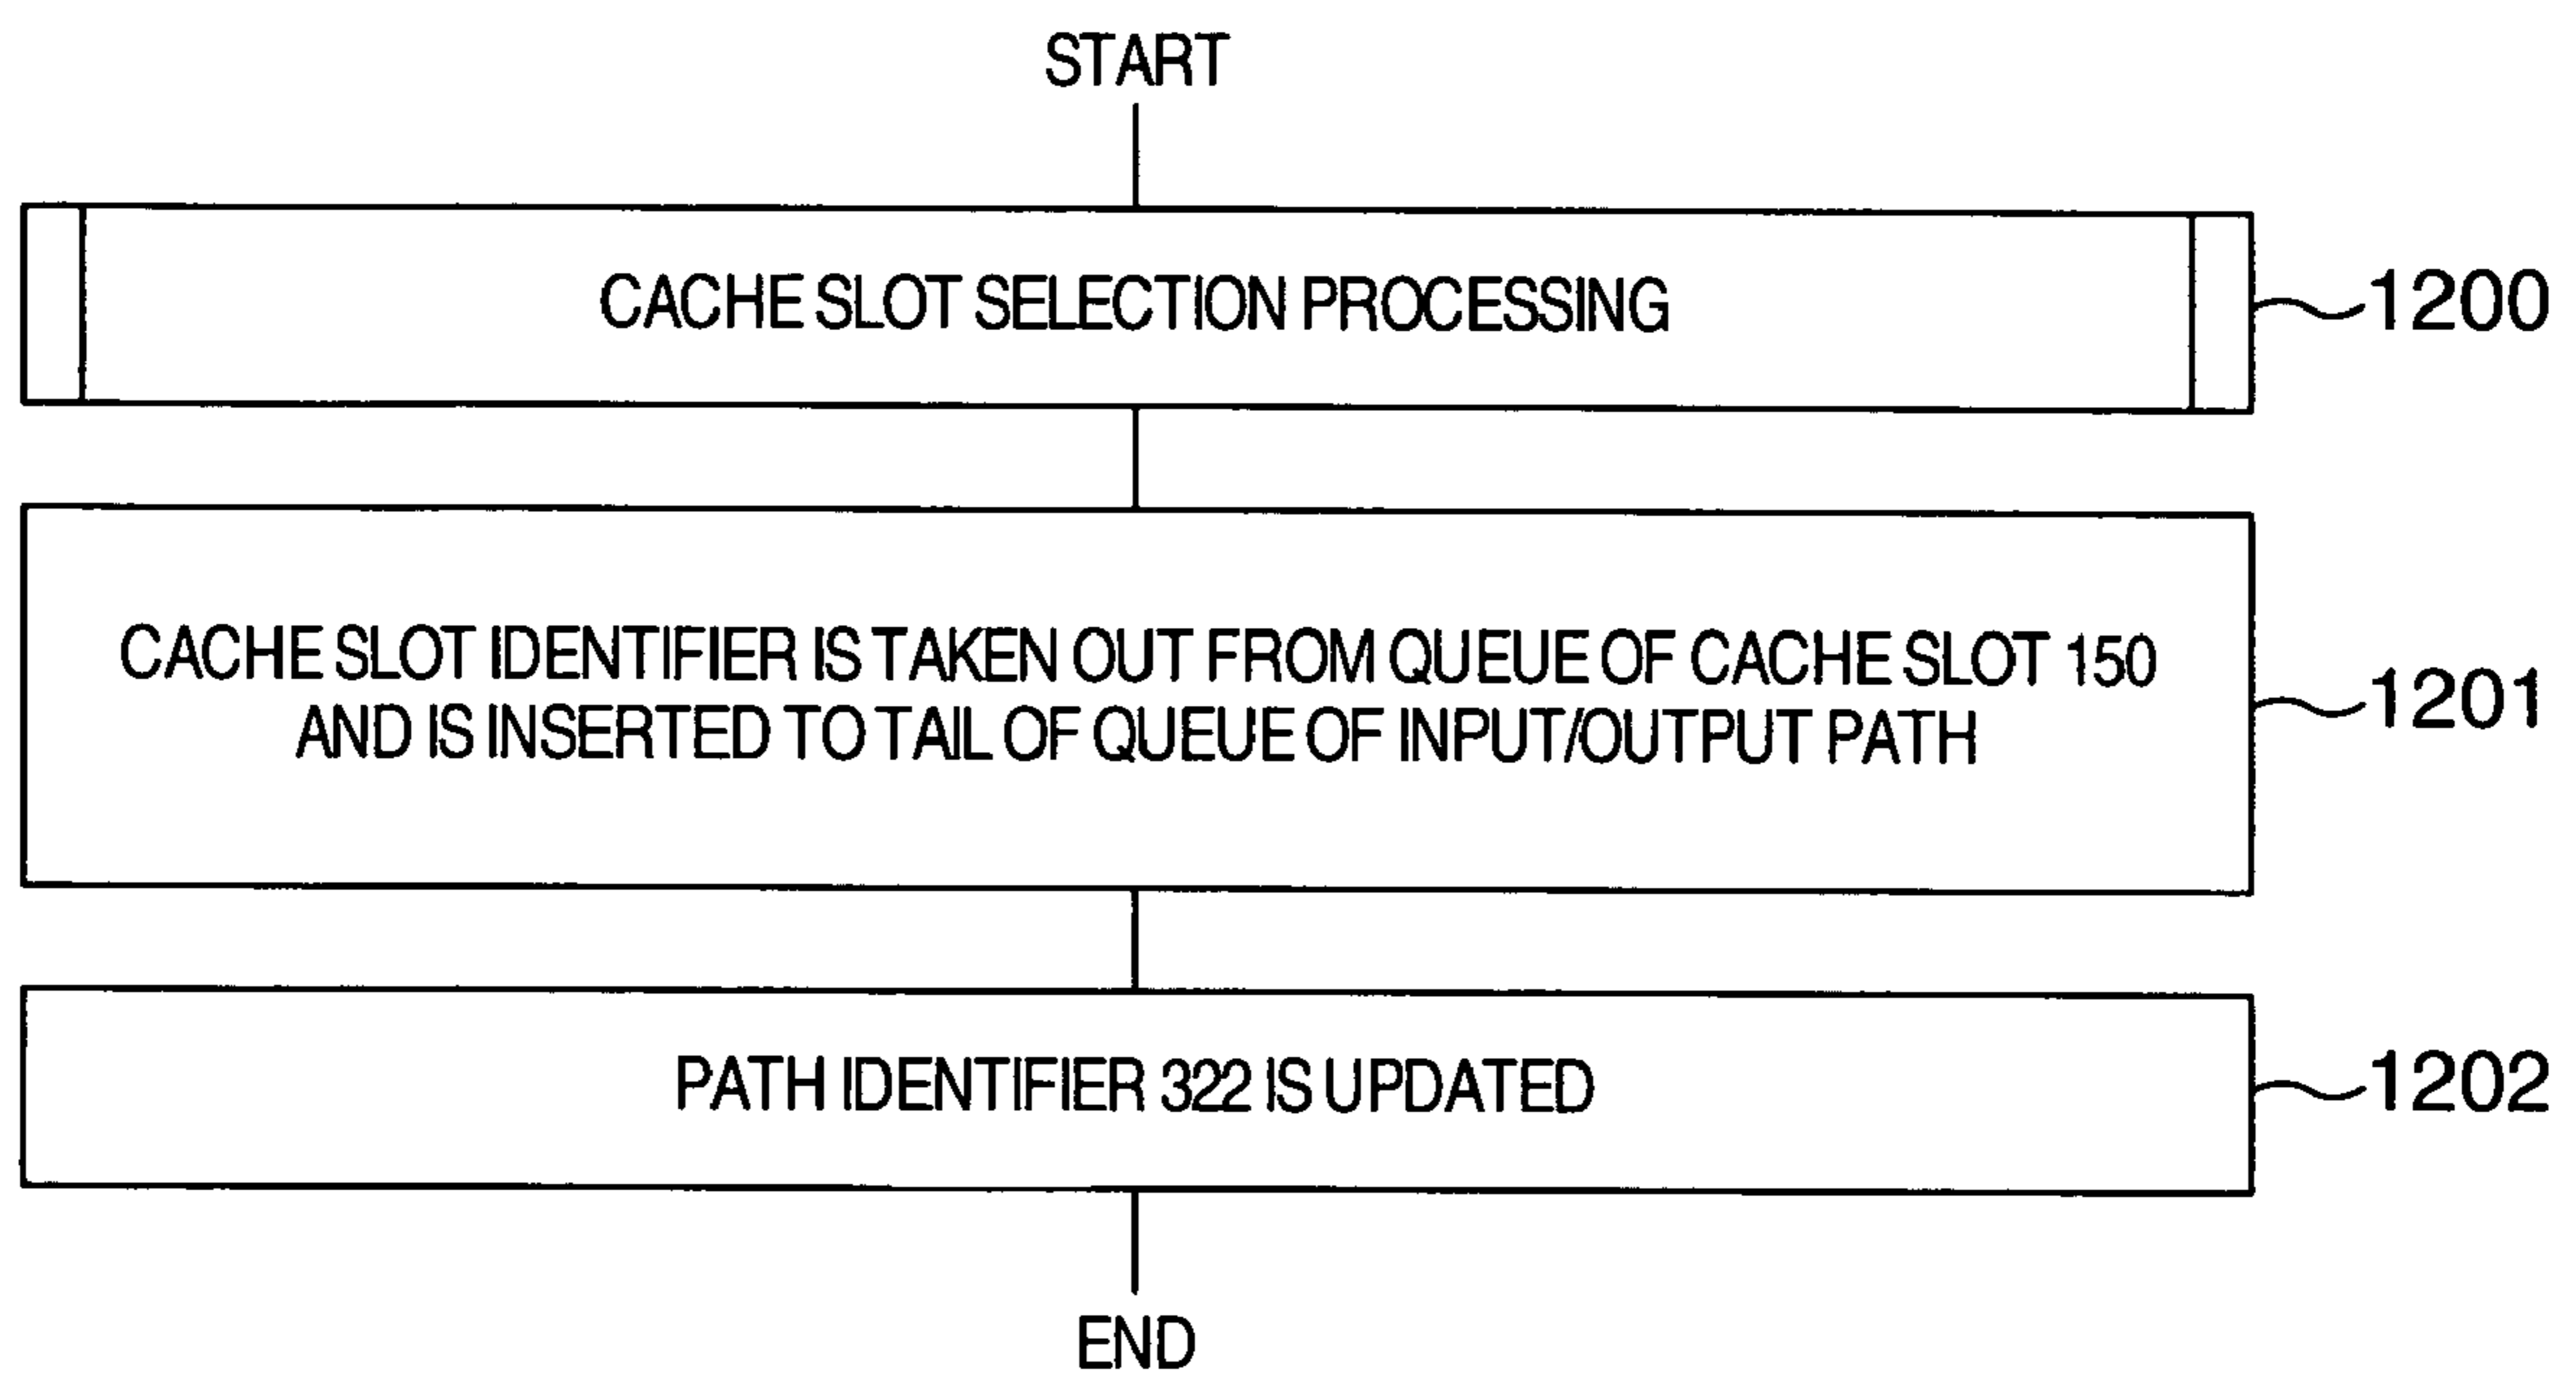 START
CACHE SLOT SELECTION PROCESSING
1200
CACHE SLOT IDENTIFIER IS TAKEN OUT FROM QUEUE OF CACHE SLOT 150
AND IS INSERTED TO TAIL OF QUEUE OF INPUT/OUTPUT PATH
1201
PATH IDENTIFIER 322 IS UPDATED
1202
END